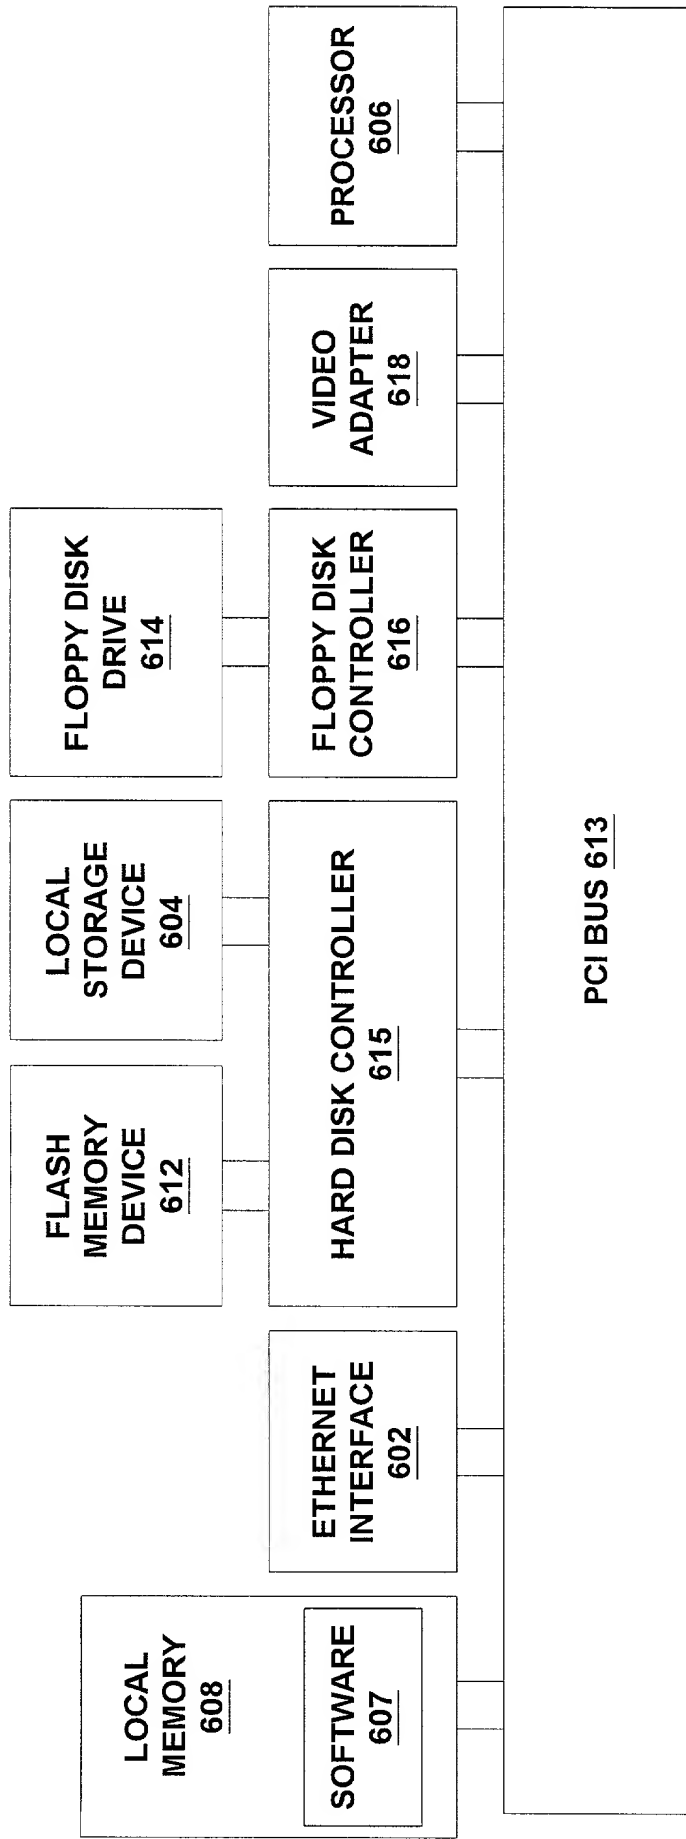 LOCAL
MEMORY
608
SOFTWARE
607
ETHERNET
INTERFACE
602
FLASH
MEMORY
DEVICE
612
LOCAL
STORAGE
DEVICE
604
HARD DISK CONTROLLER
615
FLOPPY DISK
DRIVE
614
FLOPPY DISK
CONTROLLER
616
VIDEO
ADAPTER
618
PROCESSOR
606
PCI BUS 613